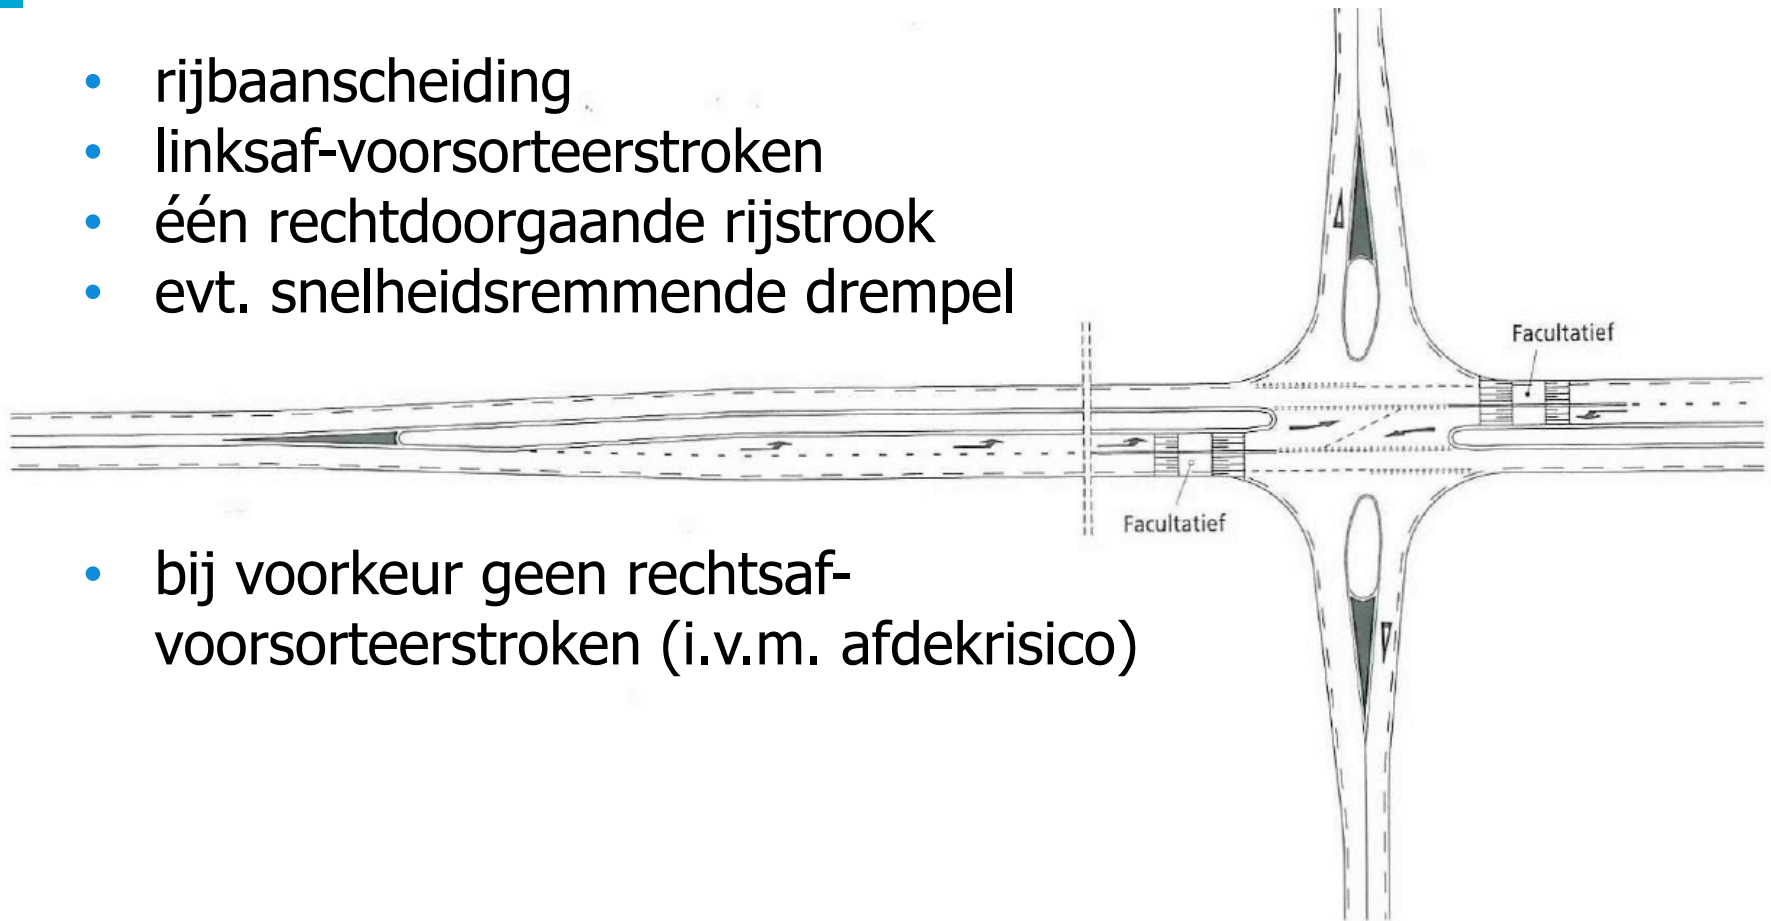 • rijbaanscheiding
• linksaf-voorsorteerstroken
• één rechtdoorgaande rijstrook
• evt. snelheidsremmende drempel
Facultatief
Facultatief
• bij voorkeur geen rechtsaf-
voorsorteerstroken (i.v.m. afdekrisico)